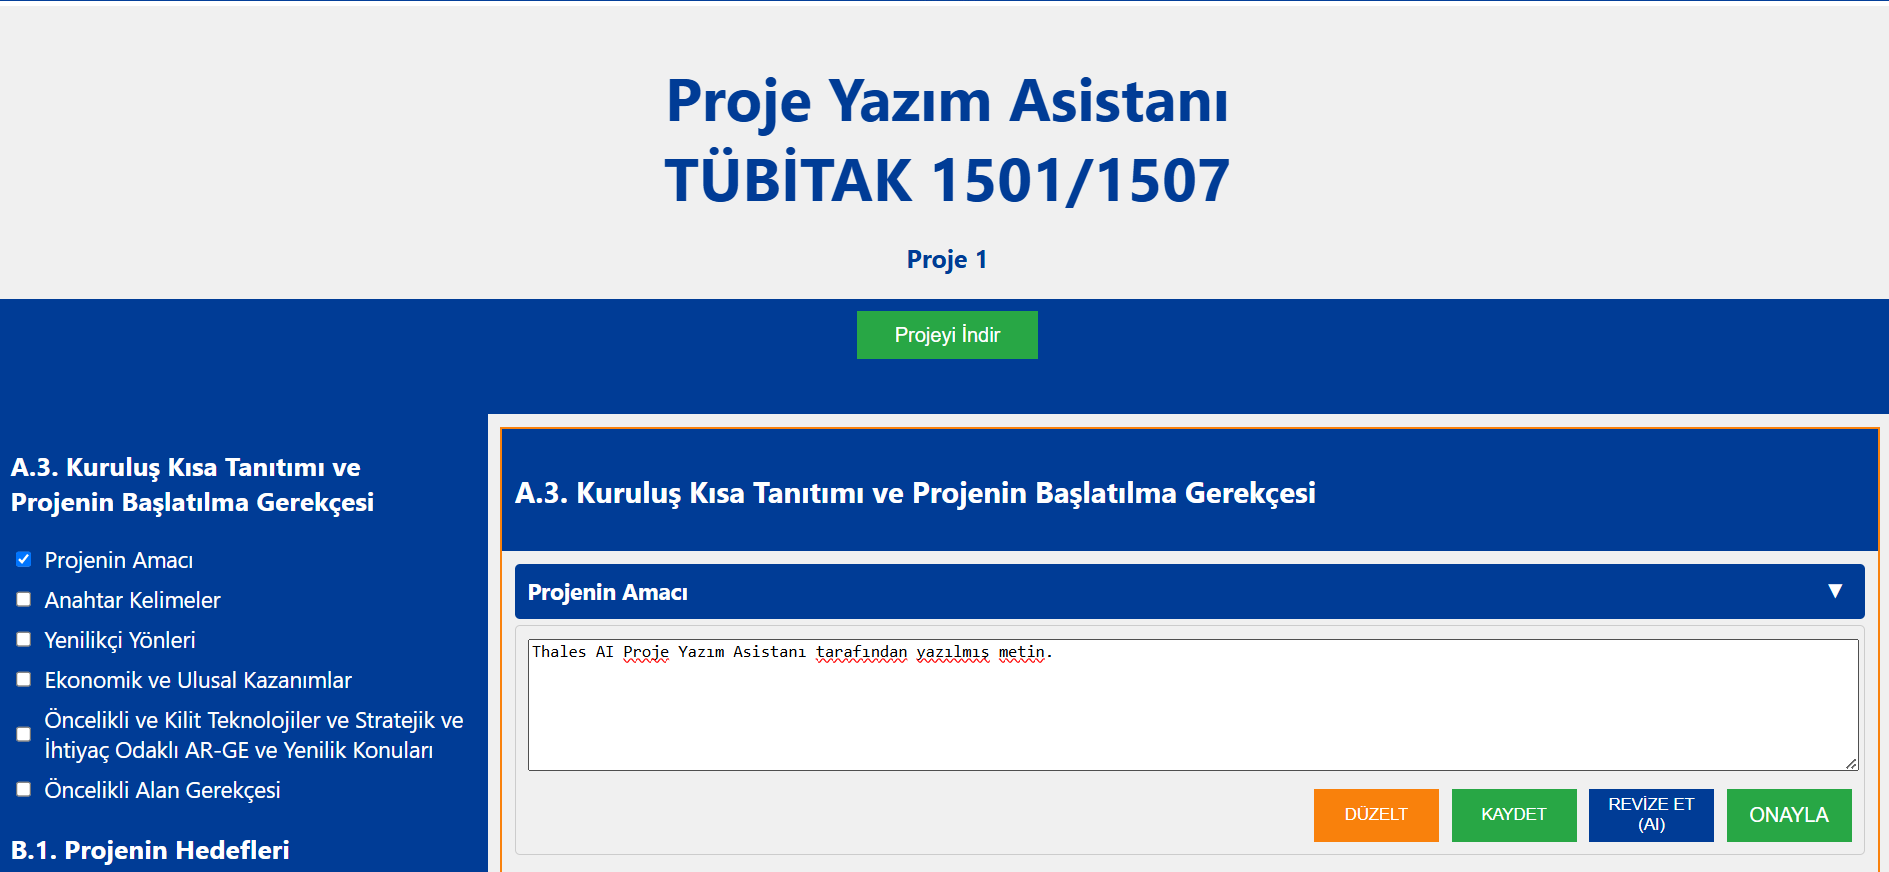 Proje Yazım Asistanı
TÜBİTAK 1501/1507
Proje 1
Projeyi İndir
A.3. Kuruluş Kısa Tanıtımı ve
Projenin Başlatılma Gerekçesi
Projenin Amacı
Anahtar Kelimeler
Yenilikçi Yönleri
Ekonomik ve Ulusal Kazanımlar
Öncelikli ve Kilit Teknolojiler ve Stratejik ve
İhtiyaç Odaklı AR-GE ve Yenilik Konuları
Öncelikli Alan Gerekçesi
B.1. Projenin Hedefleri
A.3. Kuruluş Kısa Tanıtımı ve Projenin Başlatılma Gerekçesi
Projenin Amacı
Thales AI Proje Yazım Asistanı tarafından yazılmış metin.
DÜZELT
KAYDET
REVİZE ET
(AI)
ONAYLA